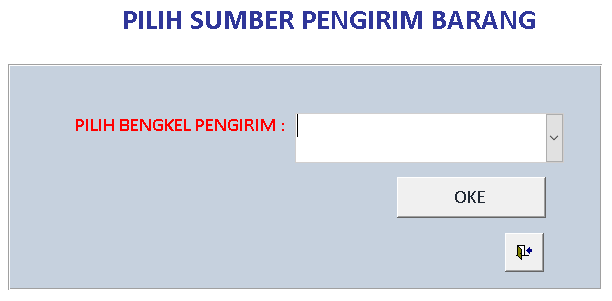 PILIH SUMBER PENGIRIM BARANG
PILIH BENGKEL PENGIRIM :
OKE